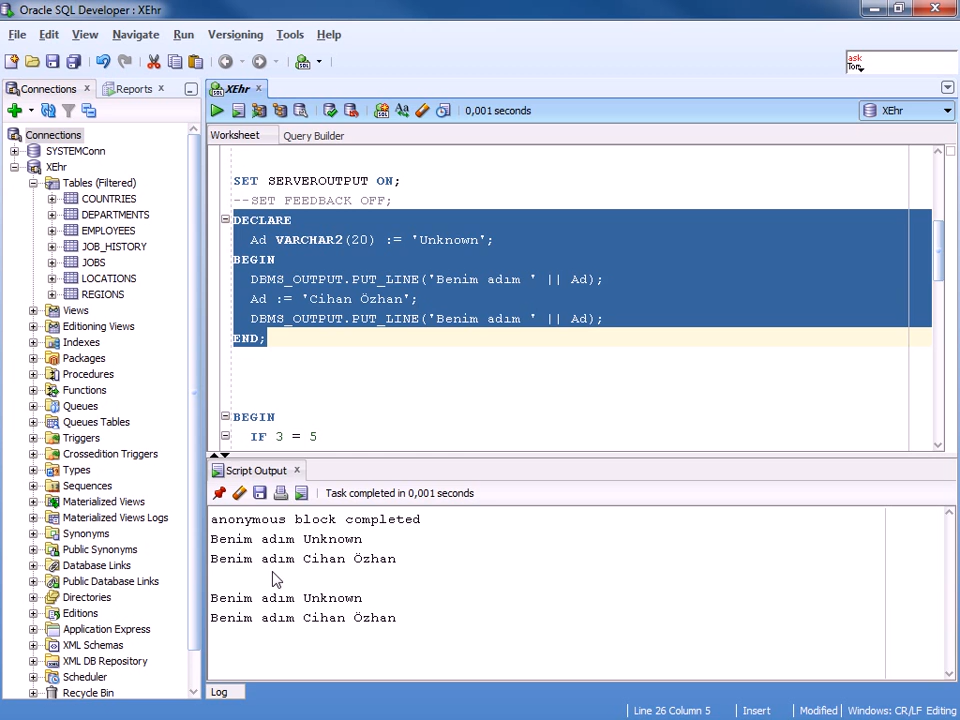 Oracle SQL Developer : XEhr
File Edit View Navigate Run Versioning Tools Help
ask
Tom
Connections Reports
XEhr
0,001 seconds
XEhr
Worksheet Query Builder
Connections
SYSTEMConn
XEhr
Tables (Filtered)
COUNTRIES
DEPARTMENTS
EMPLOYEES
JOB_HISTORY
JOBS
LOCATIONS
REGIONS
Views
Editioning Views
Indexes
Packages
Procedures
Functions
Queues
Queues Tables
Triggers
Crossedition Triggers
Types
Sequences
Materialized Views
Materialized Views Logs
Synonyms
Public Synonyms
Database Links
Public Database Links
Directories
Editions
Application Express
XML Schemas
XML DB Repository
Scheduler
Recycle Bin
SET SERVEROUTPUT ON;
--SET FEEDBACK OFF;
DECLARE
Ad VARCHAR2(20) := 'Unknown';
BEGIN
DBMS_OUTPUT.PUT_LINE('Benim adım ' || Ad);
Ad := 'Cihan Özhan';
DBMS_OUTPUT.PUT_LINE('Benim adım ' || Ad);
END;
BEGIN
IF 3 = 5
Script Output
Task completed in 0,001 seconds
anonymous block completed
Benim adım Unknown
Benim adım Cihan Özhan
Benim adım Unknown
Benim adım Cihan Özhan
Log
Line 26 Column 5 Insert Modified Windows: CR/LF Editing